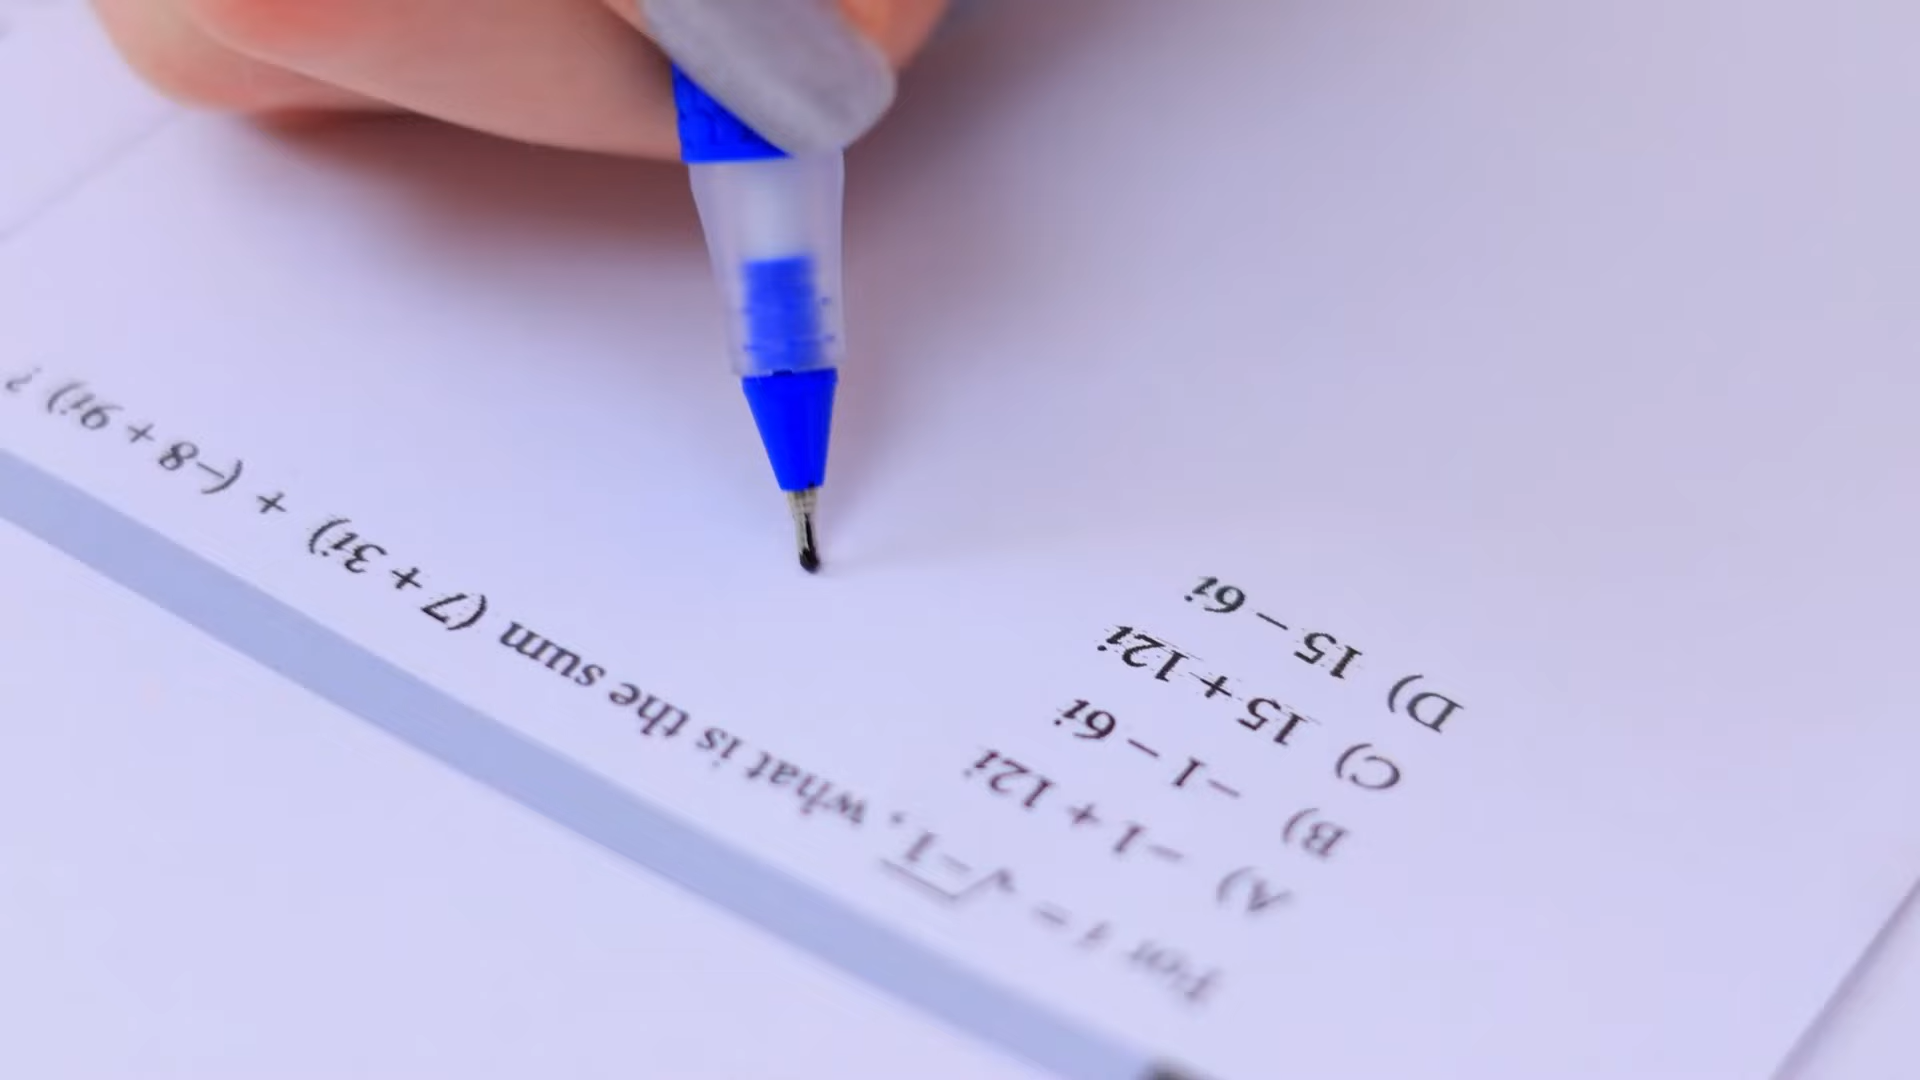 For i = √−1, what is the sum (7 + 3i) + (−8 + 9i) ?
A) −1 + 12i
B) −1 − 6i
C) 15 + 12i
D) 15 − 6i